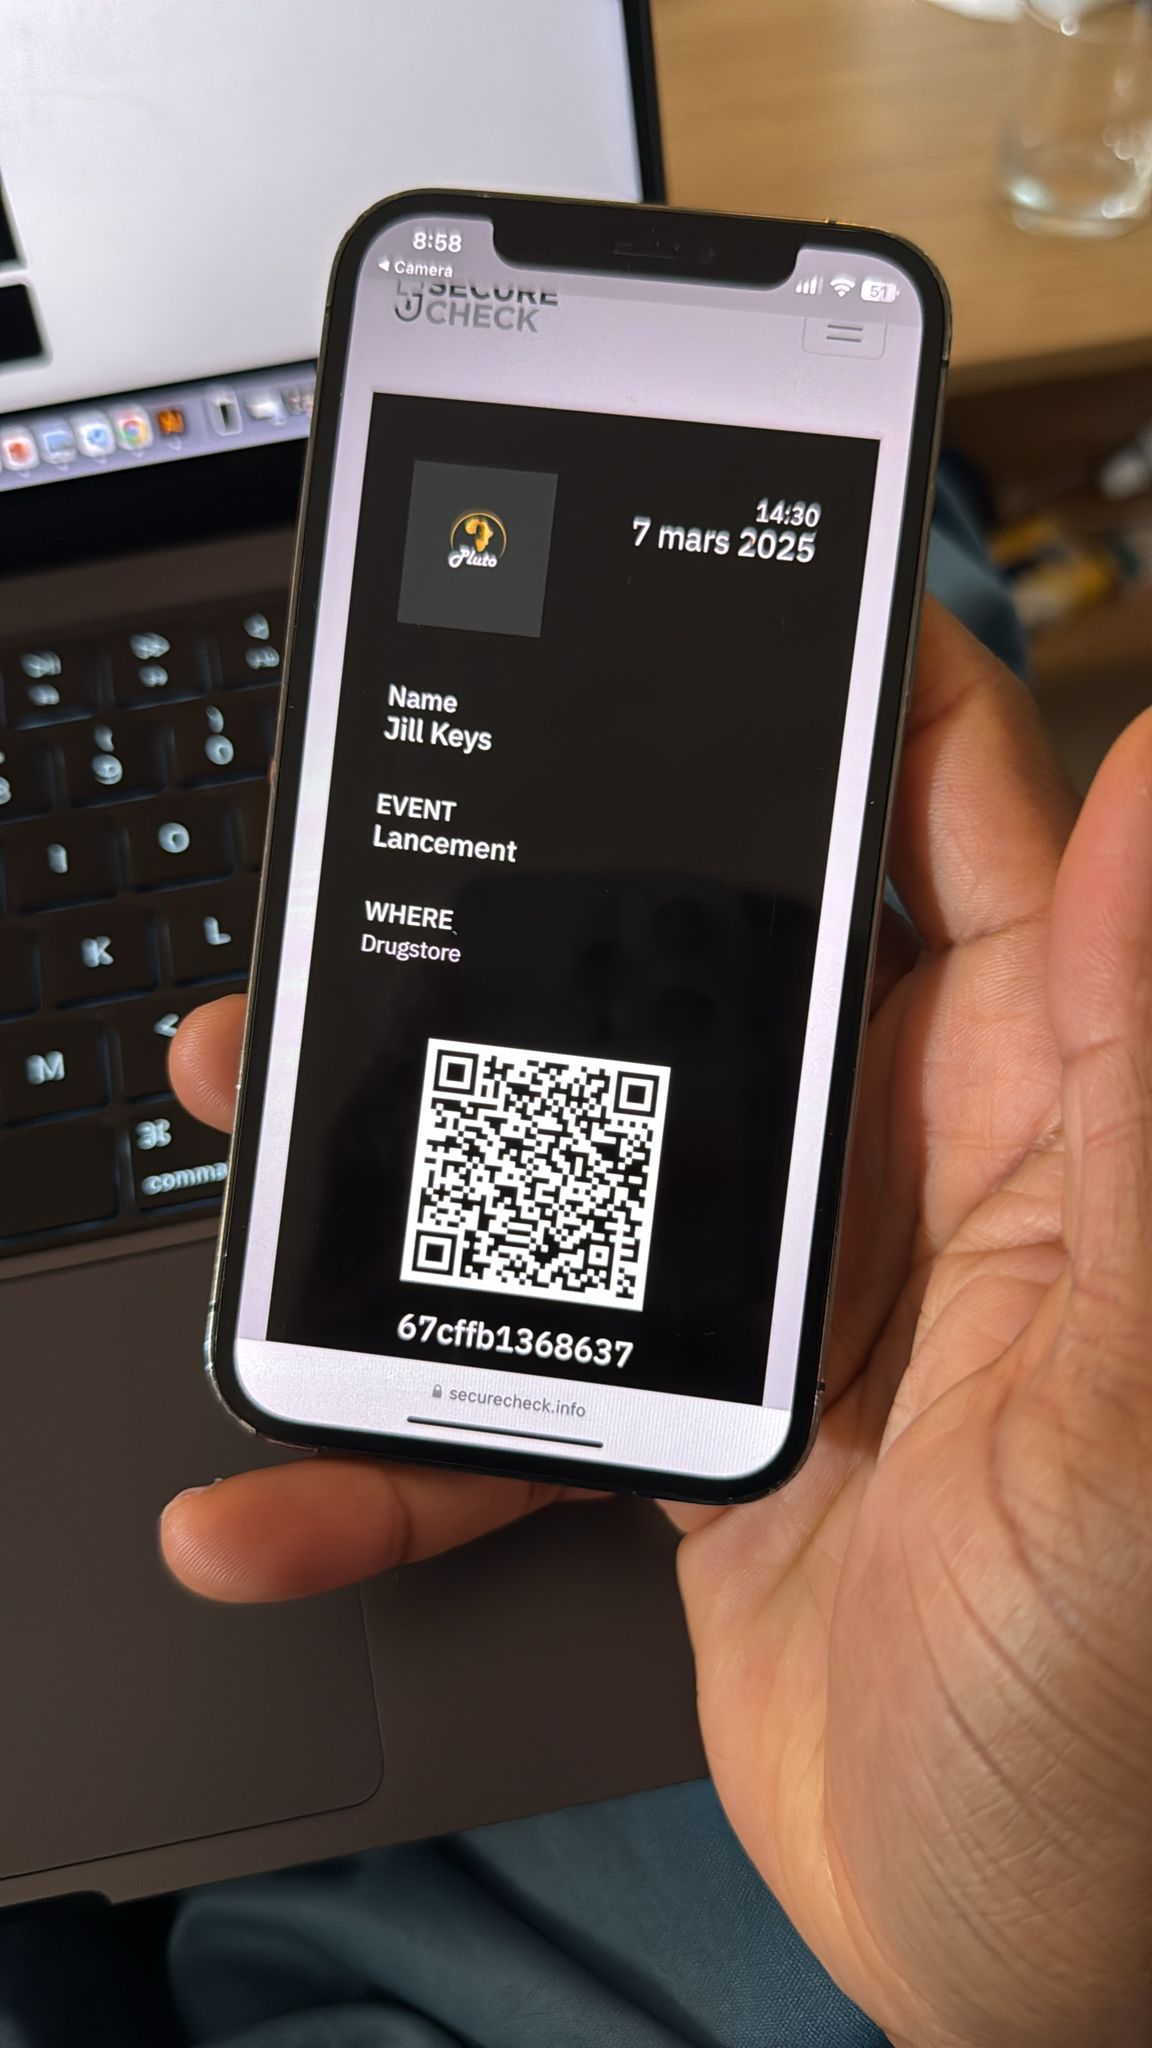 8:58
Camera
51
SECURE
CHECK
Pluto
14:30
7 mars 2025
Name
Jill Keys
EVENT
Lancement
WHERE
Drugstore
67cffb1368637
securecheck.info
O
K
L
M
<
⌘